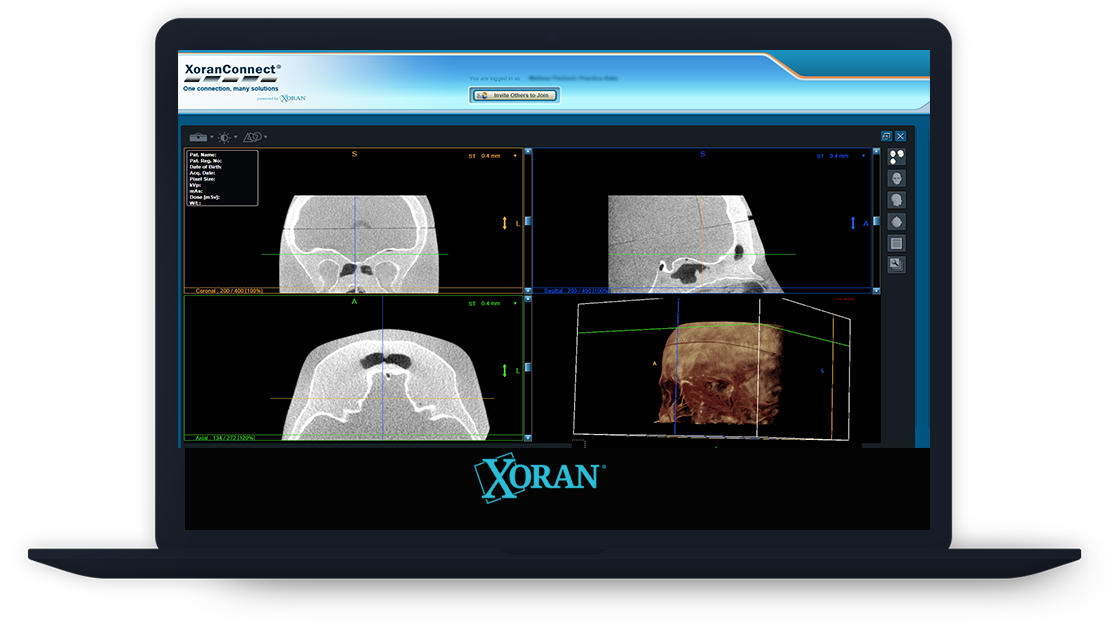 XoranConnect®
One connection, many solutions
powered by XORAN
You are logged in as
Invite Others to Join
Pat. Name:
Pat. Reg. No:
Date of Birth:
Acq. Date:
Pixel Size:
kVp:
mAs:
Dose [mSv]:
W/L:
S
ST 0.4 mm
L
Coronal : 200 / 400 [100%]
S
ST 0.4 mm
A
Sagittal : 200 / 400 [100%]
A
ST 0.4 mm
L
Axial : 134 / 272 [120%]
A
L
XORAN®